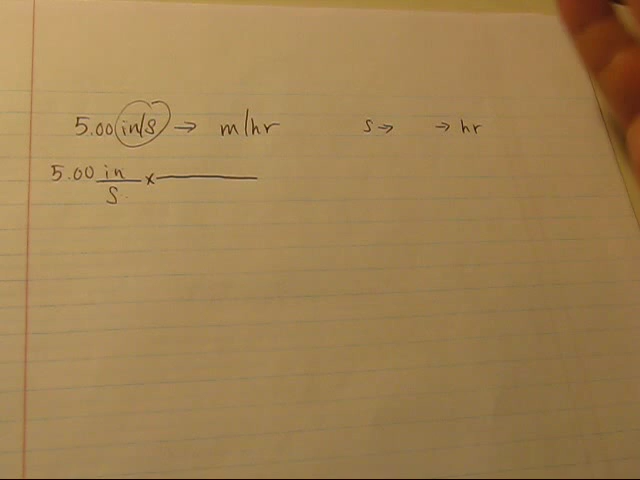 5.00 in/s → m/hr s → → hr
5.00 in/s × ———